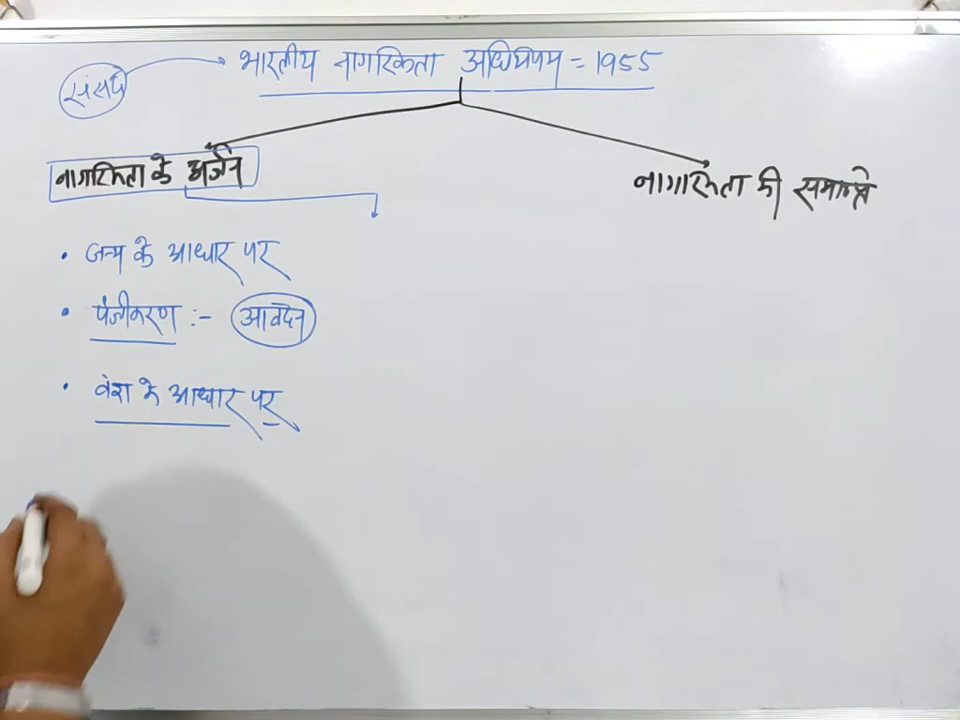 संसद
भारतीय नागरिकता अधिनियम = 1955
नागरिकता के अर्जन
नागरिकता की समाप्ति
• जन्म के आधार पर
• पंजीकरण :- आवेदन
• वंश के आधार पर